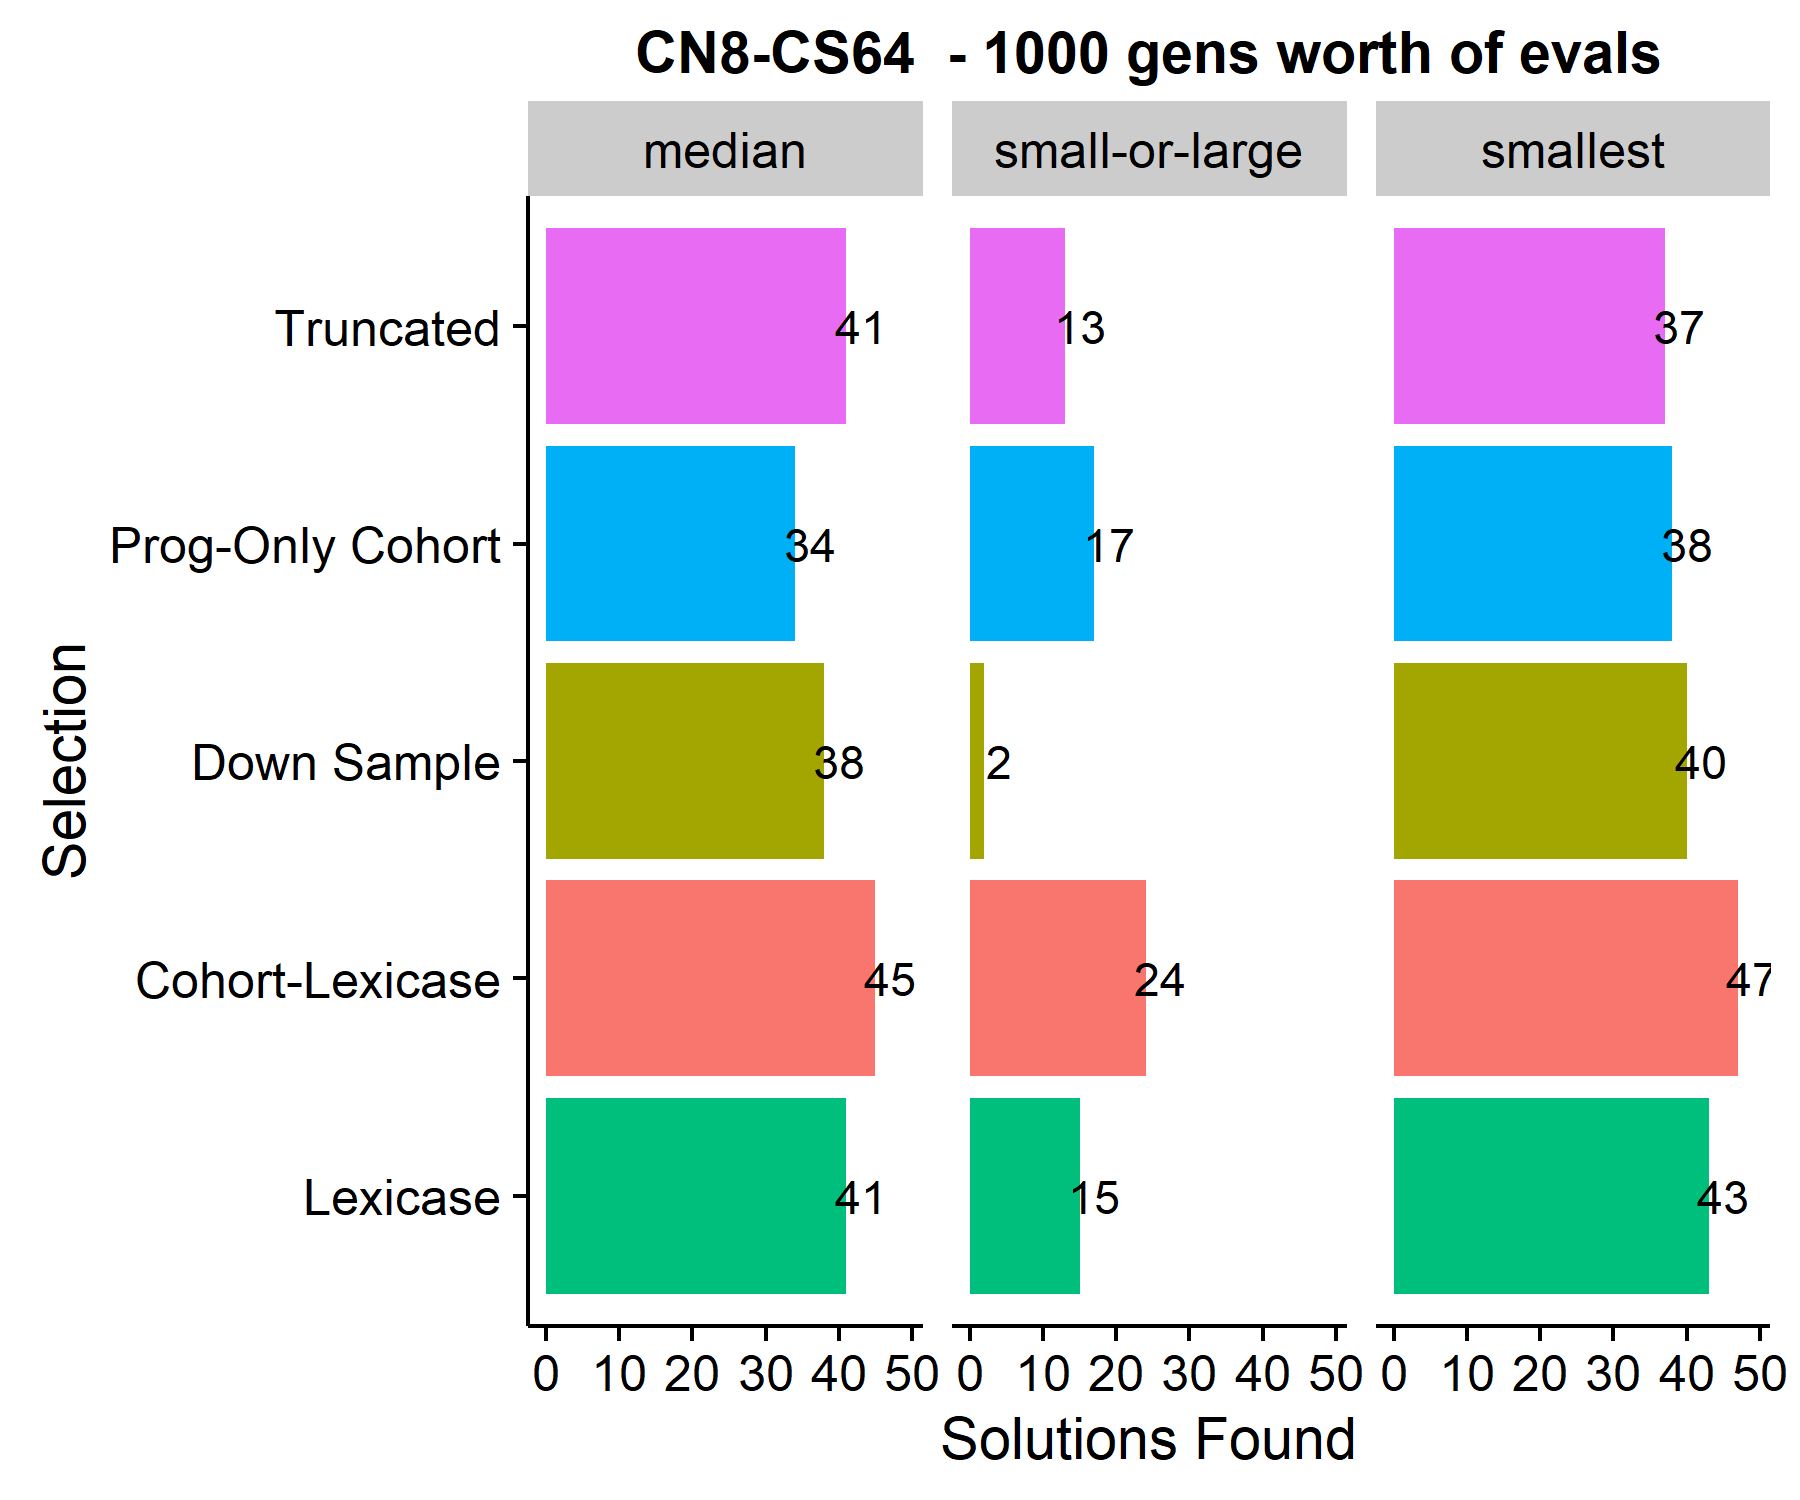 CN8-CS64  - 1000 gens worth of evals
median small-or-large smallest
Truncated 41 13 37
Prog-Only Cohort 34 17 38
Down Sample 38 2 40
Cohort-Lexicase 45 24 47
Lexicase 41 15 43
Selection
0 10 20 30 40 50 0 10 20 30 40 50 0 10 20 30 40 50
Solutions Found